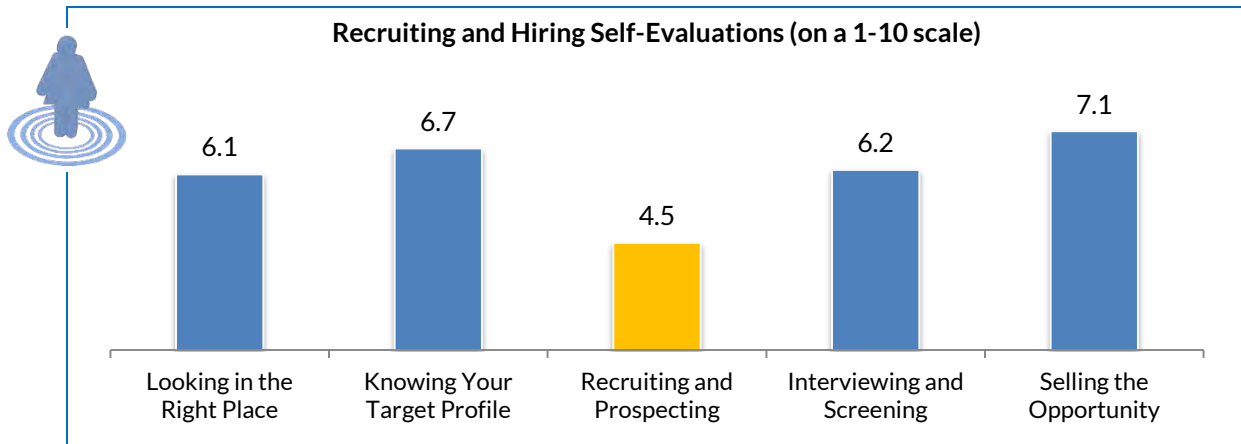 Recruiting and Hiring Self-Evaluations (on a 1-10 scale)
6.1
6.7
4.5
6.2
7.1
Looking in the
Right Place
Knowing Your
Target Profile
Recruiting and
Prospecting
Interviewing and
Screening
Selling the
Opportunity